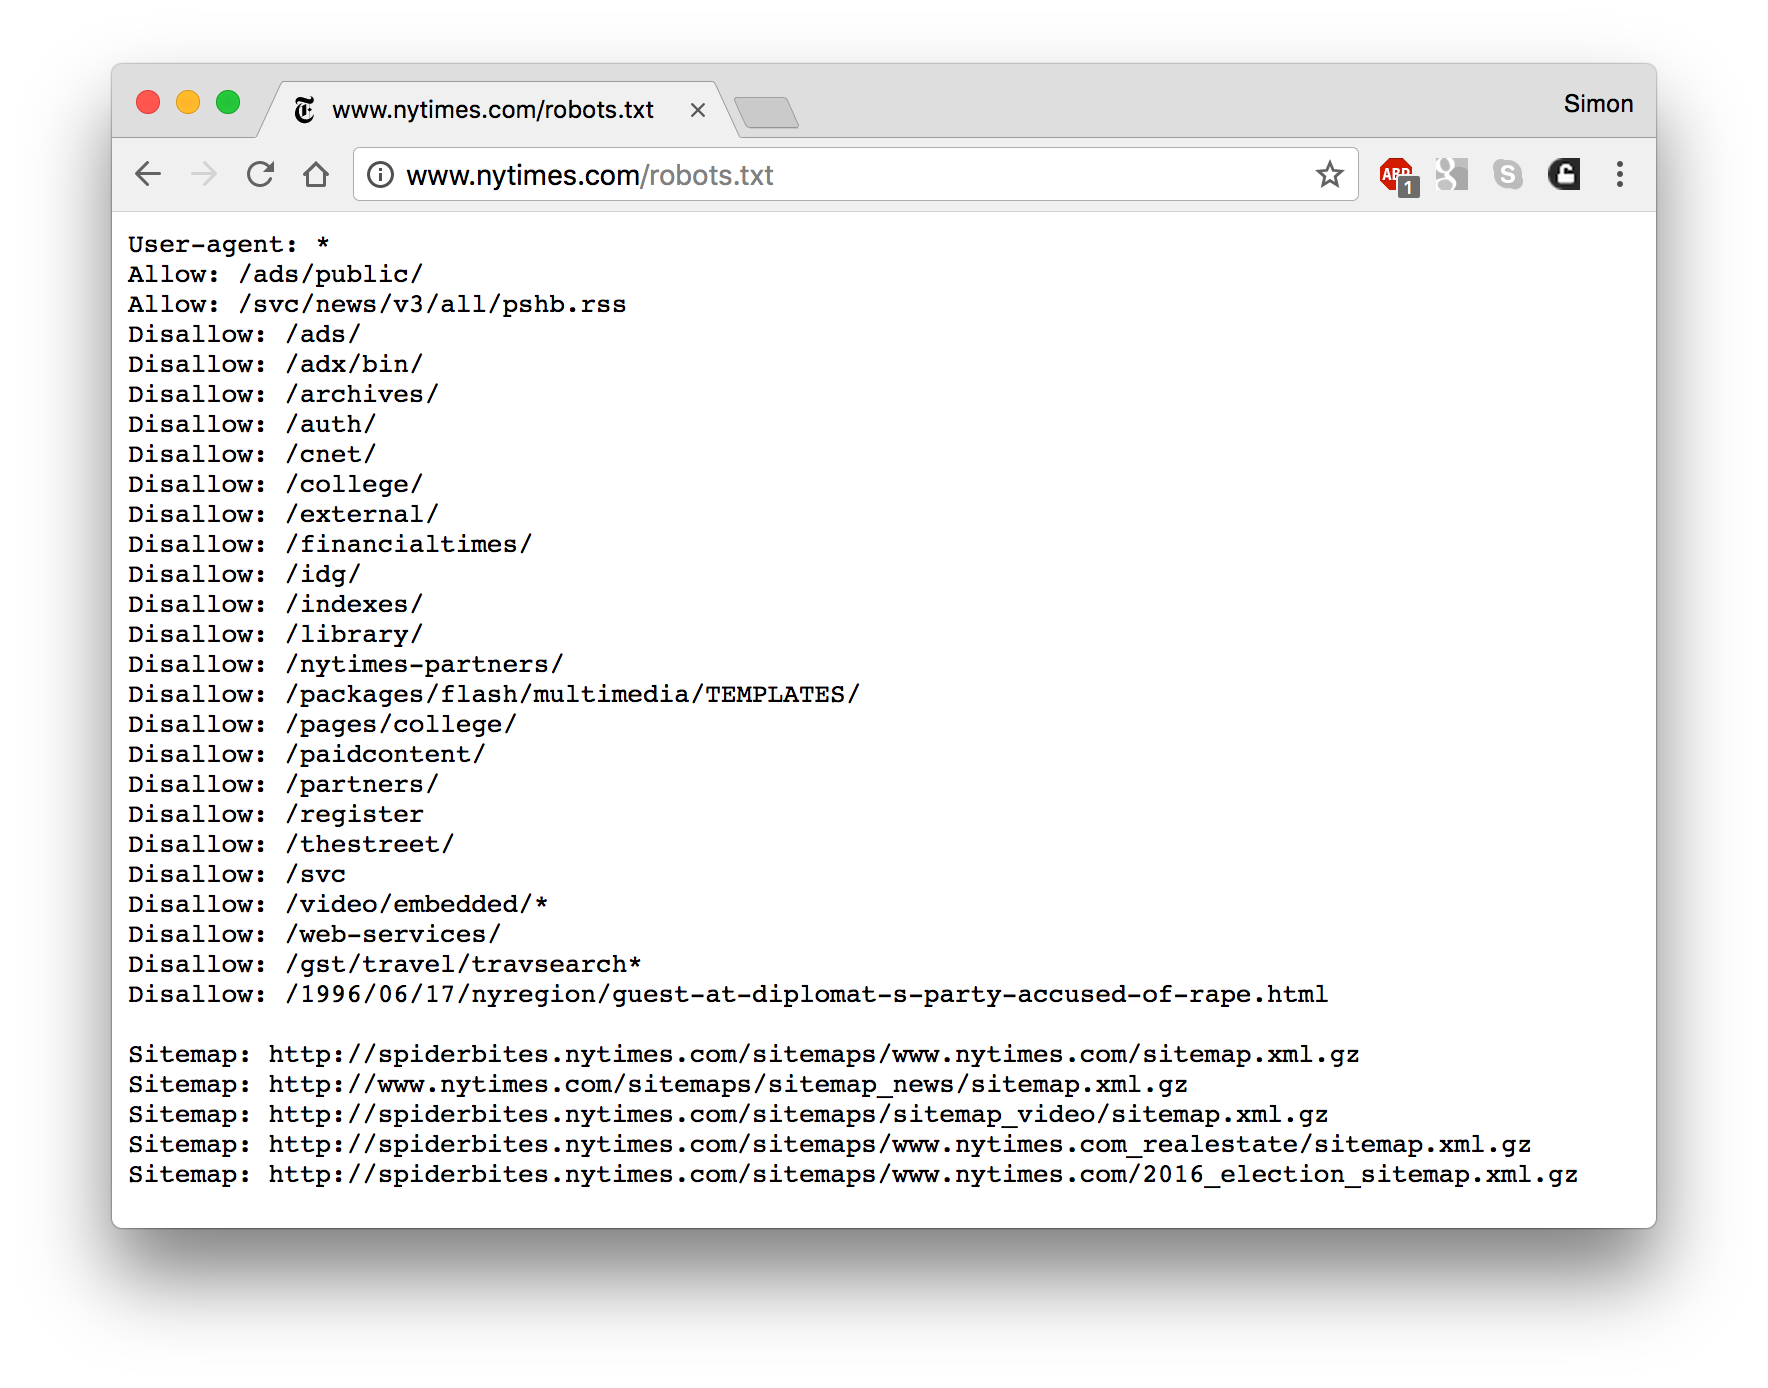 www.nytimes.com/robots.txt
Simon
www.nytimes.com/robots.txt
ABP
1
g
S
User-agent: *
Allow: /ads/public/
Allow: /svc/news/v3/all/pshb.rss
Disallow: /ads/
Disallow: /adx/bin/
Disallow: /archives/
Disallow: /auth/
Disallow: /cnet/
Disallow: /college/
Disallow: /external/
Disallow: /financialtimes/
Disallow: /idg/
Disallow: /indexes/
Disallow: /library/
Disallow: /nytimes-partners/
Disallow: /packages/flash/multimedia/TEMPLATES/
Disallow: /pages/college/
Disallow: /paidcontent/
Disallow: /partners/
Disallow: /register
Disallow: /thestreet/
Disallow: /svc
Disallow: /video/embedded/*
Disallow: /web-services/
Disallow: /gst/travel/travsearch*
Disallow: /1996/06/17/nyregion/guest-at-diplomat-s-party-accused-of-rape.html
Sitemap: http://spiderbites.nytimes.com/sitemaps/www.nytimes.com/sitemap.xml.gz
Sitemap: http://www.nytimes.com/sitemaps/sitemap_news/sitemap.xml.gz
Sitemap: http://spiderbites.nytimes.com/sitemaps/sitemap_video/sitemap.xml.gz
Sitemap: http://spiderbites.nytimes.com/sitemaps/www.nytimes.com_realestate/sitemap.xml.gz
Sitemap: http://spiderbites.nytimes.com/sitemaps/www.nytimes.com/2016_election_sitemap.xml.gz